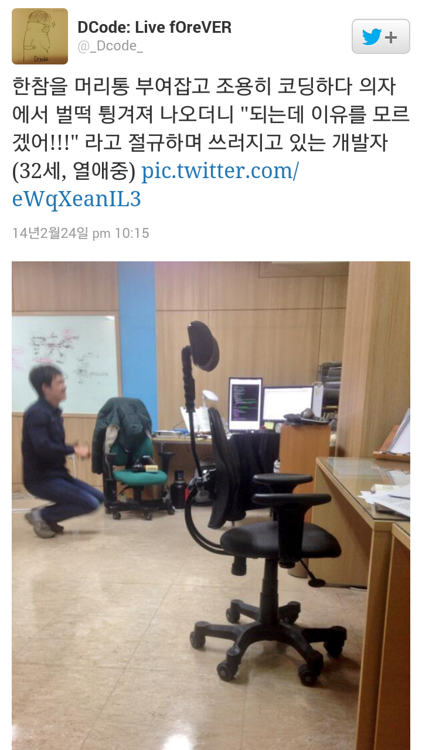 DCode: Live fOreVER
@_Dcode_
한참을 머리통 부여잡고 조용히 코딩하다 의자
에서 벌떡 튕겨져 나오더니 "되는데 이유를 모르
겠어!!!" 라고 절규하며 쓰러지고 있는 개발자
(32세, 열애중) pic.twitter.com/
eWqXeanIL3
14년2월24일 pm 10:15